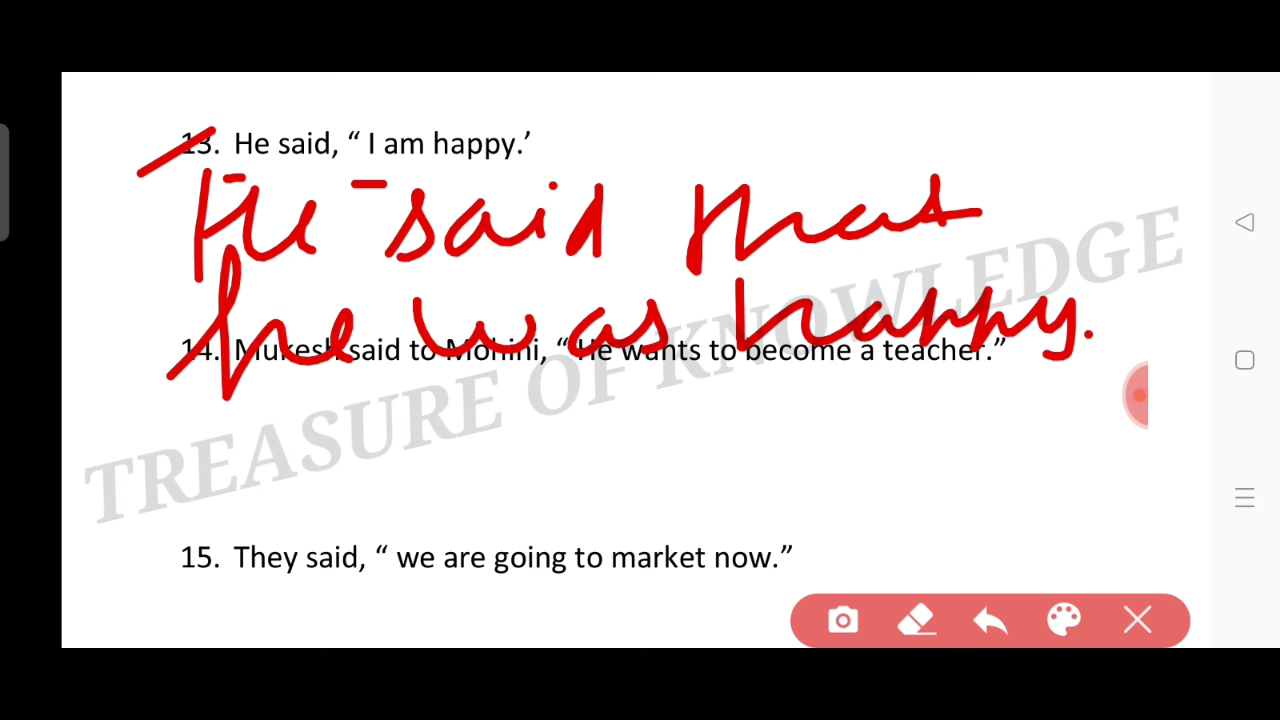 13. He said, “ I am happy.’
He said that
he was happy.
14. Mukesh said to Mohini, “ He wants to become a teacher.”
TREASURE OF KNOWLEDGE
15. They said, “ we are going to market now.”